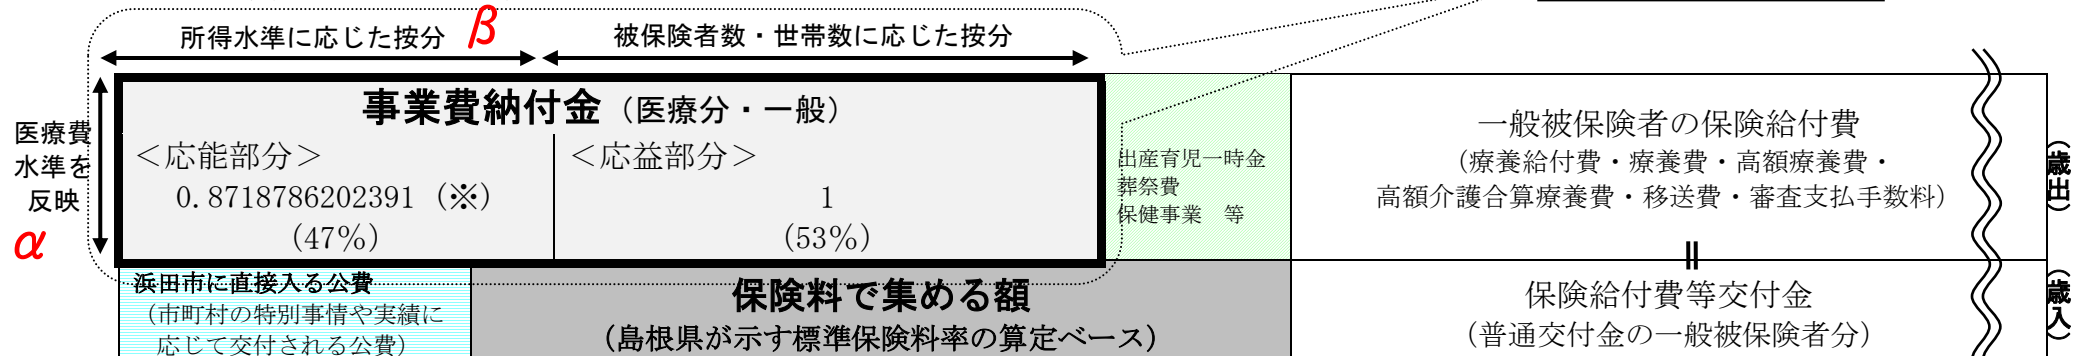 所得水準に応じた按分 β 被保険者数・世帯数に応じた按分
事業費納付金（医療分・一般）
医療費
水準を
反映
α
＜応能部分＞
0.8718786202391（※）
(47％)
＜応益部分＞
1
(53％)
出産育児一時金
葬祭費
保健事業　等
一般被保険者の保険給付費
（療養給付費・療養費・高額療養費・
高額介護合算療養費・移送費・審査支払手数料）
（歳出）
＝
浜田市に直接入る公費
（市町村の特別事情や実績に
応じて交付される公費）
保険料で集める額
（島根県が示す標準保険料率の算定ベース）
保険給付費等交付金
（普通交付金の一般被保険者分）
（歳入）